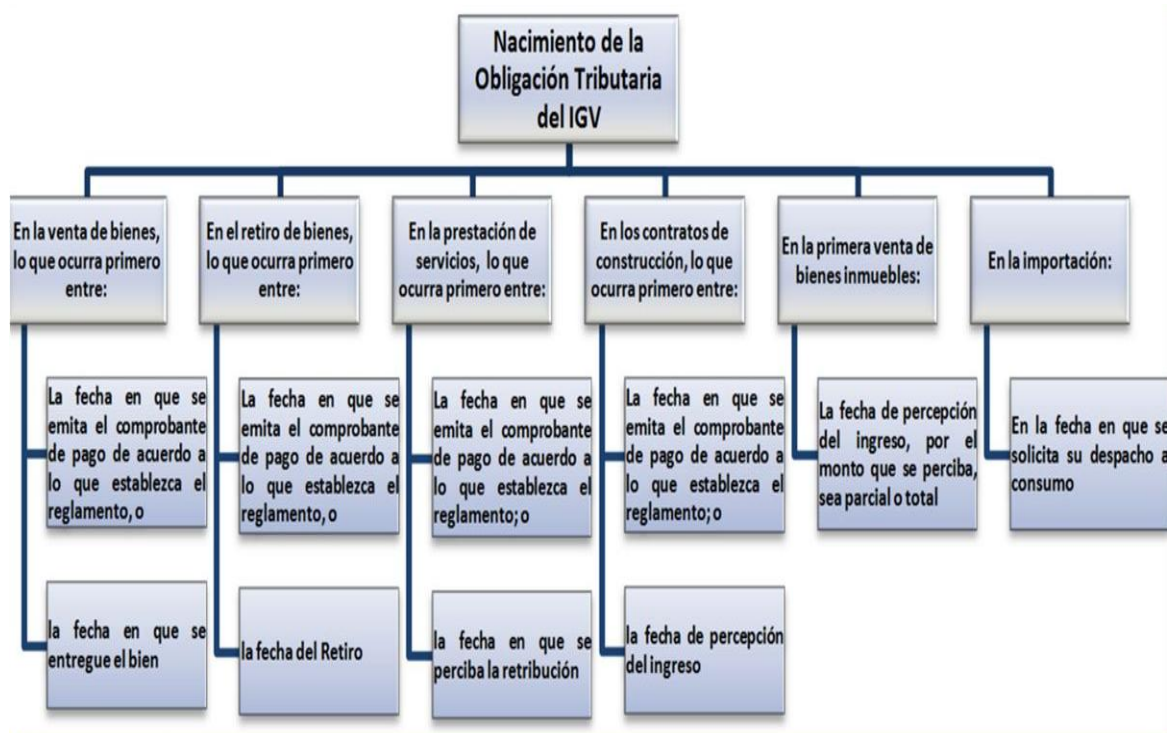 Nacimiento de la
Obligación Tributaria
del IGV
En la venta de bienes,
lo que ocurra primero
entre:
La fecha en que se
emita el comprobante
de pago de acuerdo a
lo que establezca el
reglamento, o
la fecha en que se
entregue el bien
En el retiro de bienes,
lo que ocurra primero
entre:
La fecha en que se
emita el comprobante
de pago de acuerdo a
lo que establezca el
reglamento, o
la fecha del Retiro
En la prestación de
servicios, lo que
ocurra primero entre:
La fecha en que se
emita el comprobante
de pago de acuerdo a
lo que establezca el
reglamento; o
la fecha en que se
perciba la retribución
En los contratos de
construcción, lo que
ocurra primero entre:
La fecha en que se
emita el comprobante
de pago de acuerdo a
lo que establezca el
reglamento; o
la fecha de percepción
del ingreso
En la primera venta de
bienes inmuebles:
La fecha de percepción
del ingreso, por el
monto que se perciba,
sea parcial o total
En la importación:
En la fecha en que se
solicita su despacho a
consumo